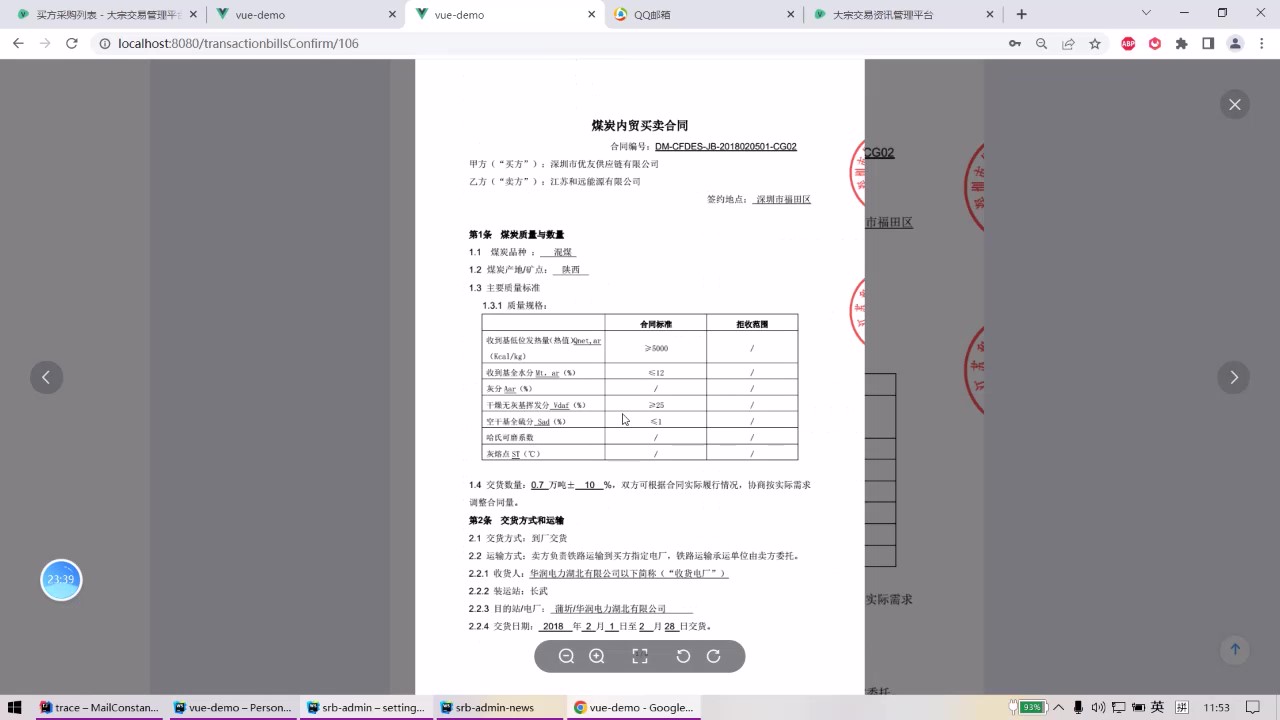 买方采购详情 - 大宗交易管理平台
vue-demo
vue-demo
QQ邮箱
大宗交易管理平台
localhost:8080/transactionbillsConfirm/106
煤炭内贸买卖合同
合同编号：DM-CFDES-JB-2018020501-CG02
甲方（“买方”）：深圳市优友供应链有限公司
乙方（“卖方”）：江苏和远能源有限公司
签约地点：深圳市福田区
第1条 煤炭质量与数量
1.1 煤炭品种 ：混煤
1.2 煤炭产地/矿点：陕西
1.3 主要质量标准
1.3.1 质量规格：
合同标准 拒收范围
收到基低位发热量(热值)Qnet,ar（Kcal/kg） ≥5000 /
收到基全水分 Mt，ar（%） ≤12 /
灰分 Aar（%） / /
干燥无灰基挥发分 Vdaf（%） ≥25 /
空干基全硫分 Sad（%） ≤1 /
哈氏可磨系数 / /
灰熔点 ST（℃） / /
1.4 交货数量：0.7 万吨± 10 %，双方可根据合同实际履行情况，协商按实际需求
调整合同量。
第2条 交货方式和运输
2.1 交货方式：到厂交货
2.2 运输方式：卖方负责铁路运输到买方指定电厂，铁路运输承运单位由卖方委托。
2.2.1 收货人：华润电力湖北有限公司以下简称（“收货电厂”）
2.2.2 装运站：长武
2.2.3 目的站/电厂：蒲圻/华润电力湖北有限公司
2.2.4 交货日期：2018 年 2 月 1 日至 2 月 28 日交货。
CG02
市福田区
实际需求
委托
23:39
trace – MailConstan...
vue-demo – Person...
srb-admin – setting...
srb-admin-news
vue-demo - Google...
93%
英
11:53